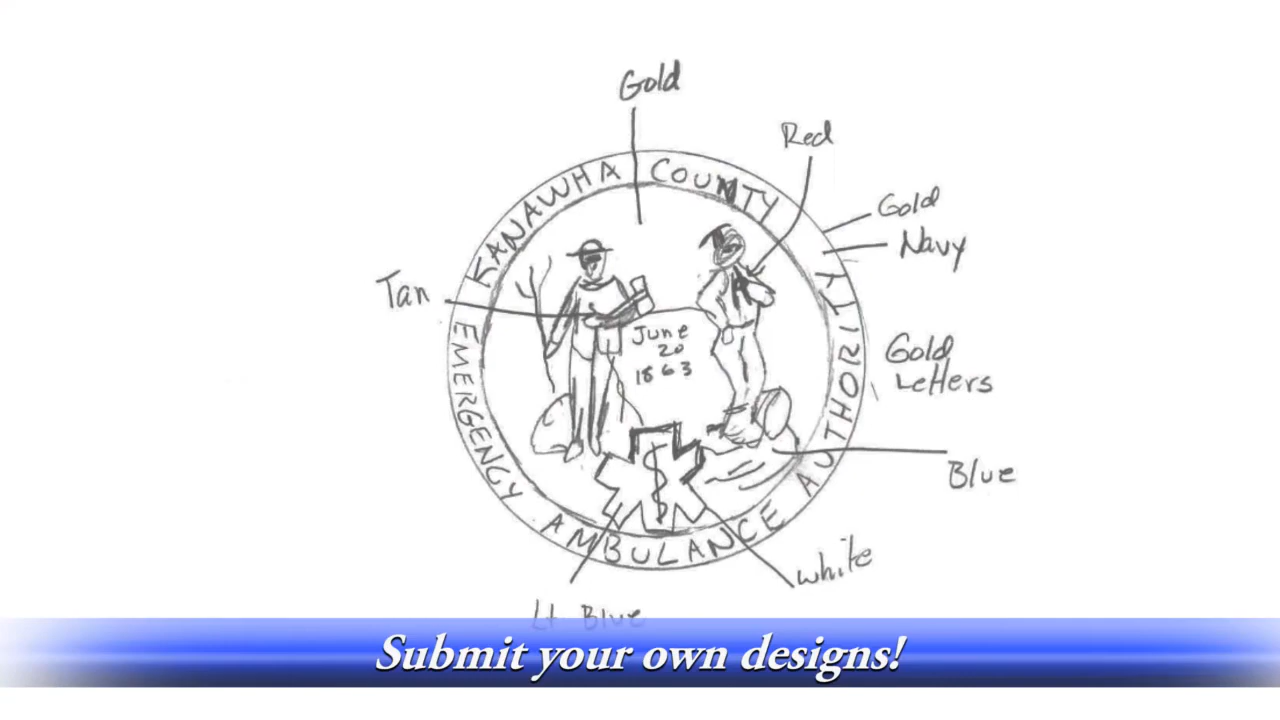 Gold
Red
Gold
Navy
KANAWHA COUNTY
Tan
June
20
1863
Gold
Letters
EMERGENCY AMBULANCE AUTHORITY
Blue
white
Lt Blue
Submit your own designs!